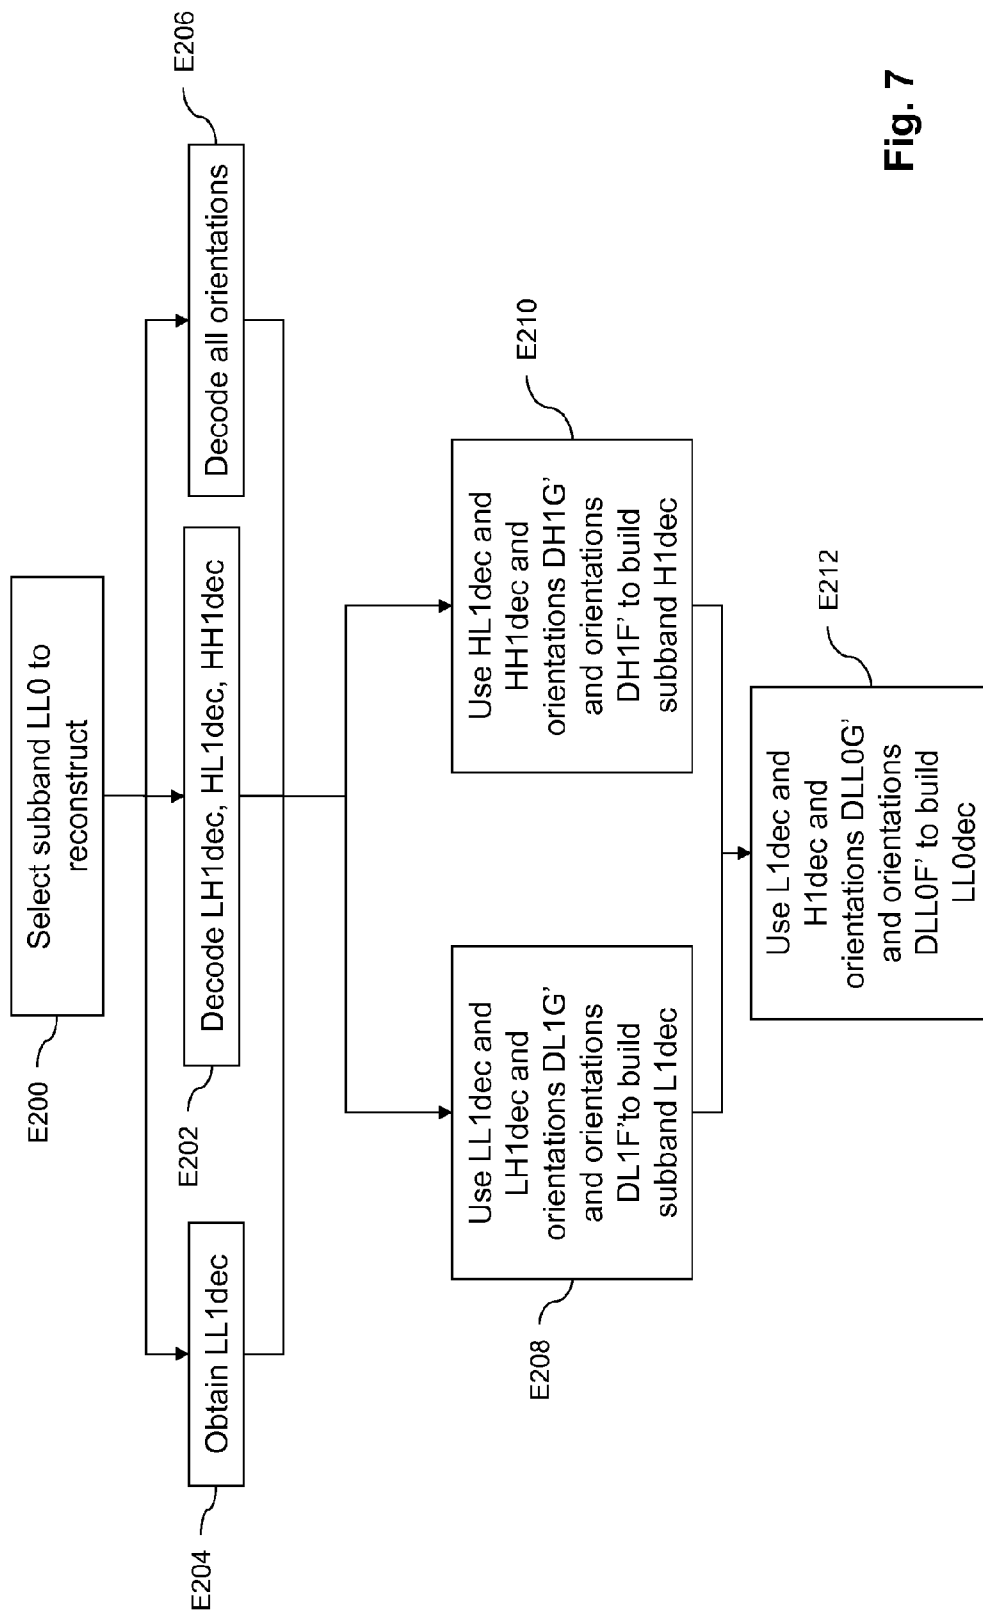 E200
Select subband LL0 to
reconstruct
E204
Obtain LL1dec
E202
Decode LH1dec, HL1dec, HH1dec
E206
Decode all orientations
E208
Use LL1dec and
LH1dec and
orientations DL1G'
and orientations
DL1F'to build
subband L1dec
E210
Use HL1dec and
HH1dec and
orientations DH1G'
and orientations
DH1F' to build
subband H1dec
E212
Use L1dec and
H1dec and
orientations DLL0G'
and orientations
DLL0F' to build
LL0dec
Fig. 7